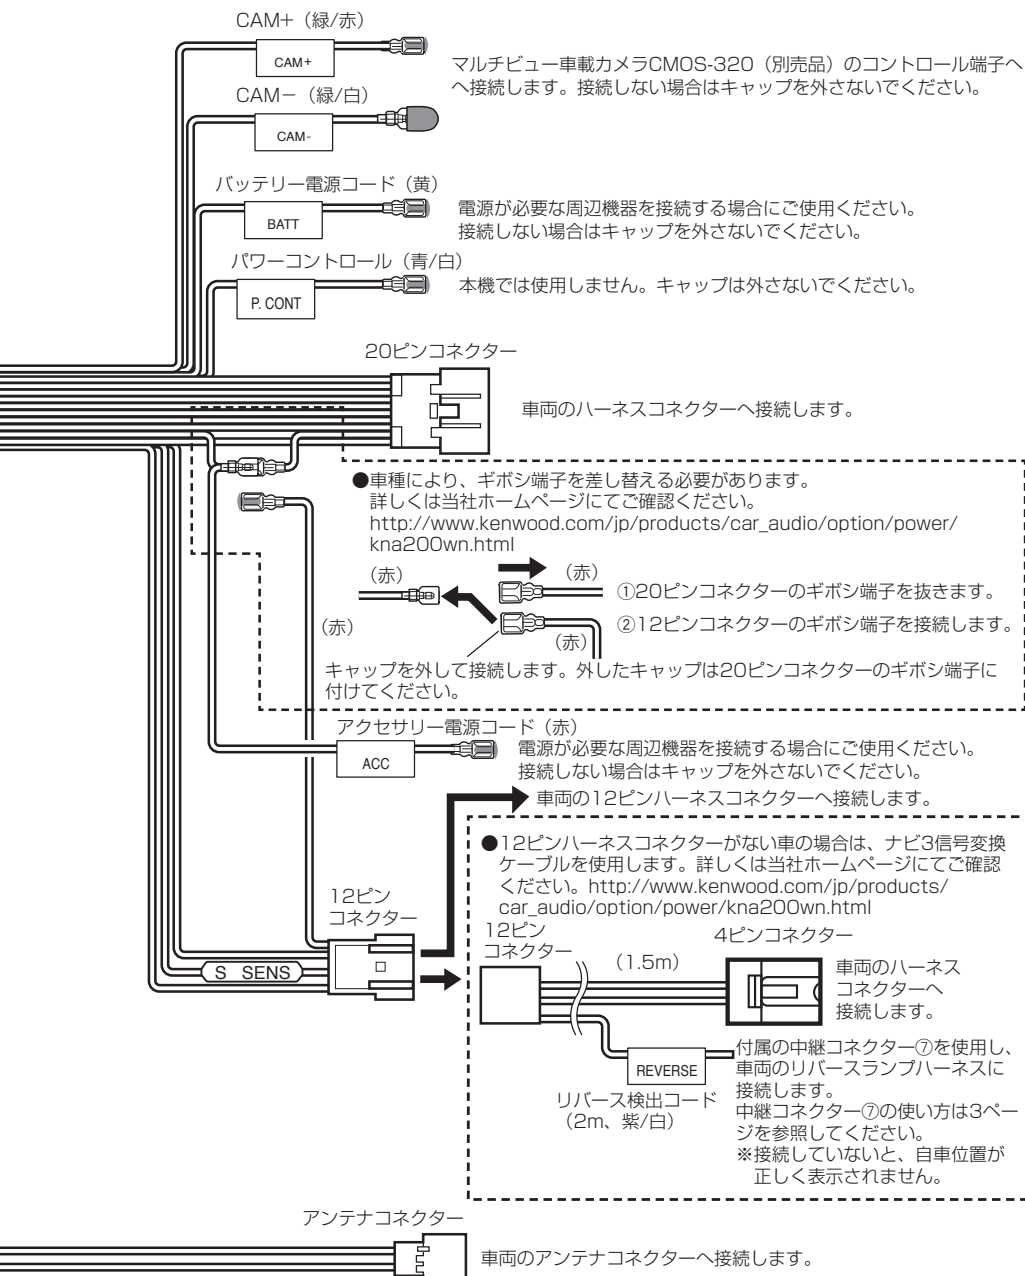 CAM+（緑/赤）
CAM+
マルチビュー車載カメラCMOS-320（別売品）のコントロール端子へ
へ接続します。接続しない場合はキャップを外さないでください。
CAM－（緑/白）
CAM-
バッテリー電源コード（黄）
BATT
電源が必要な周辺機器を接続する場合にご使用ください。
接続しない場合はキャップを外さないでください。
パワーコントロール（青/白）
P. CONT
本機では使用しません。キャップは外さないでください。
20ピンコネクター
車両のハーネスコネクターへ接続します。
●車種により、ギボシ端子を差し替える必要があります。
詳しくは当社ホームページにてご確認ください。
http://www.kenwood.com/jp/products/car_audio/option/power/
kna200wn.html
（赤）
（赤）
①20ピンコネクターのギボシ端子を抜きます。
（赤）
②12ピンコネクターのギボシ端子を接続します。
（赤）
キャップを外して接続します。外したキャップは20ピンコネクターのギボシ端子に
付けてください。
アクセサリー電源コード（赤）
ACC
電源が必要な周辺機器を接続する場合にご使用ください。
接続しない場合はキャップを外さないでください。
車両の12ピンハーネスコネクターへ接続します。
●12ピンハーネスコネクターがない車の場合は、ナビ3信号変換
ケーブルを使用します。詳しくは当社ホームページにてご確認
ください。http://www.kenwood.com/jp/products/
car_audio/option/power/kna200wn.html
12ピン
コネクター
S SENS
12ピン
コネクター
（1.5m）
4ピンコネクター
車両のハーネス
コネクターへ
接続します。
REVERSE
リバース検出コード
（2m、紫/白）
付属の中継コネクター⑦を使用し、
車両のリバースランプハーネスに
接続します。
中継コネクター⑦の使い方は3ペー
ジを参照してください。
※接続していないと、自車位置が
正しく表示されません。
アンテナコネクター
車両のアンテナコネクターへ接続します。